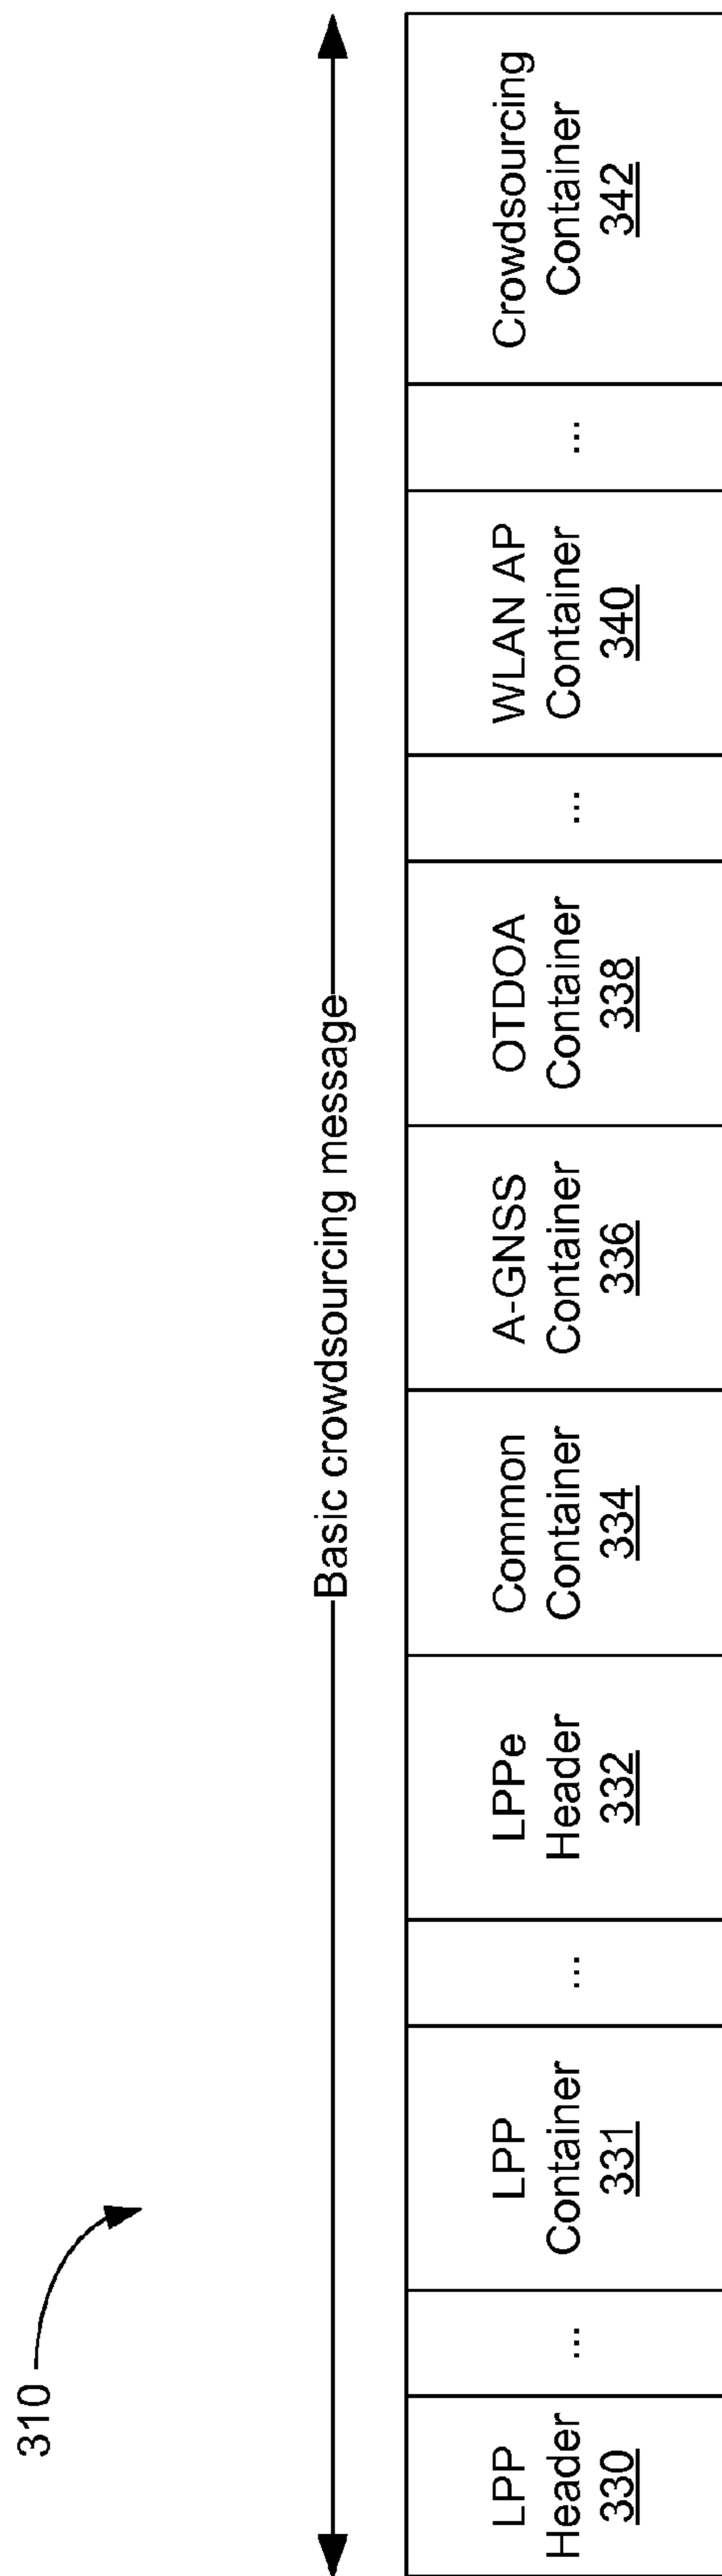 310
Basic crowdsourcing message
LPP
Header
330
...
LPP
Container
331
...
LPPe
Header
332
Common
Container
334
A-GNSS
Container
336
OTDOA
Container
338
...
WLAN AP
Container
340
...
Crowdsourcing
Container
342